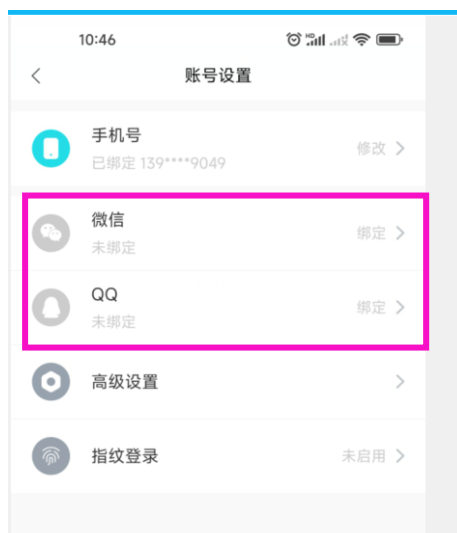 10:46
HD
账号设置
手机号
已绑定 139****9049
修改
微信
未绑定
绑定
QQ
未绑定
绑定
高级设置
指纹登录
未启用